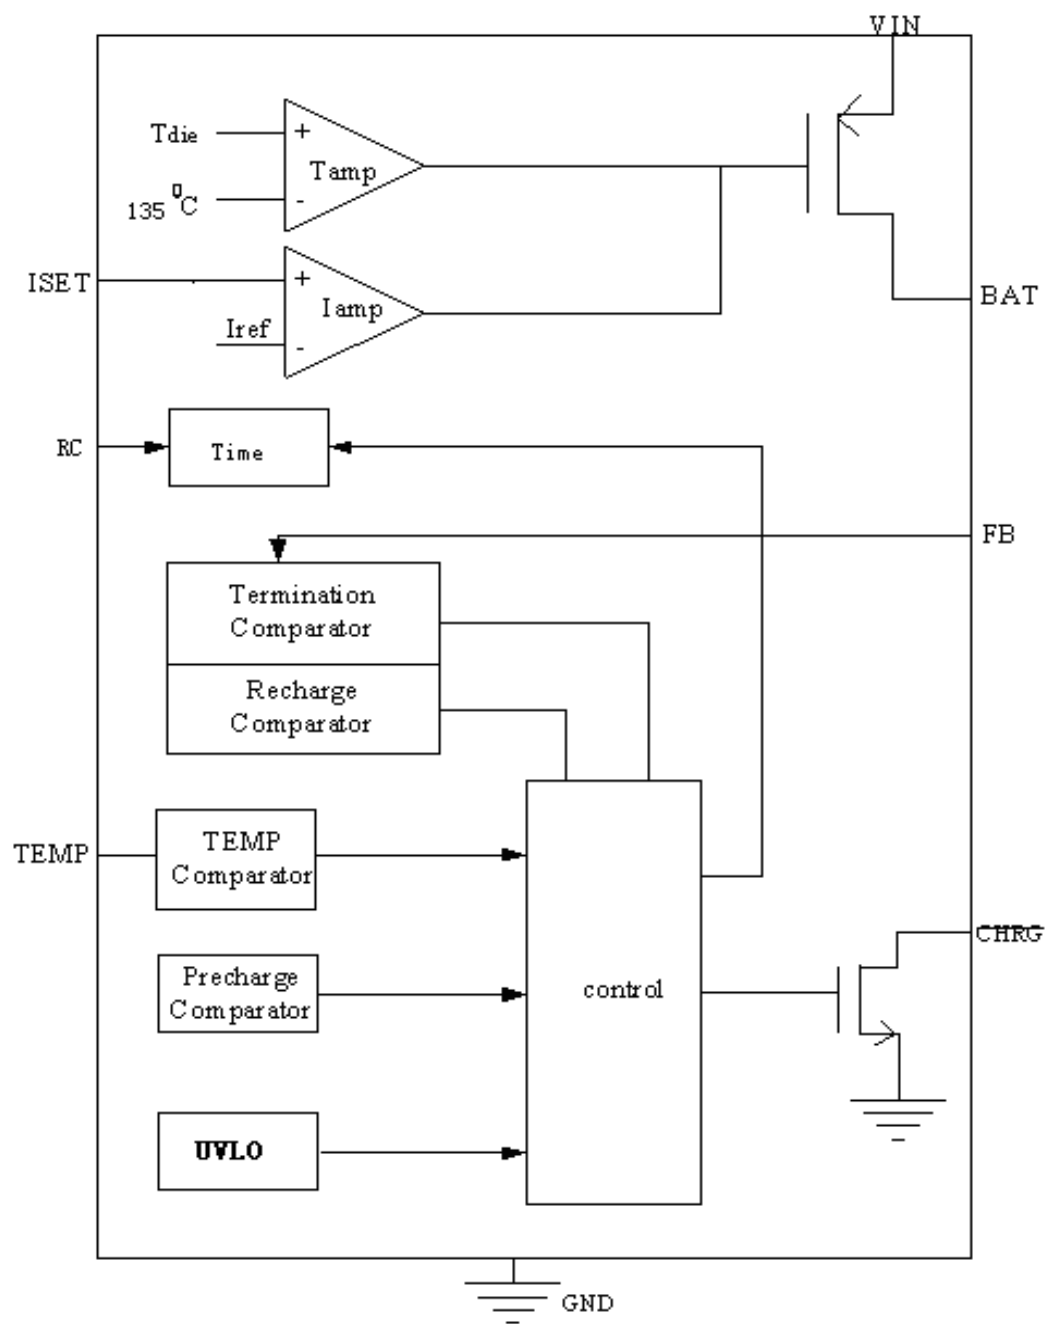 VIN
Tdie
+
Tamp
135 °C
-
ISET
+
Iamp
BAT
Iref
-
RC
Time
FB
Termination
Comparator
Recharge
Comparator
TEMP
TEMP
Comparator
CHRG
Precharge
Comparator
control
UVLO
GND